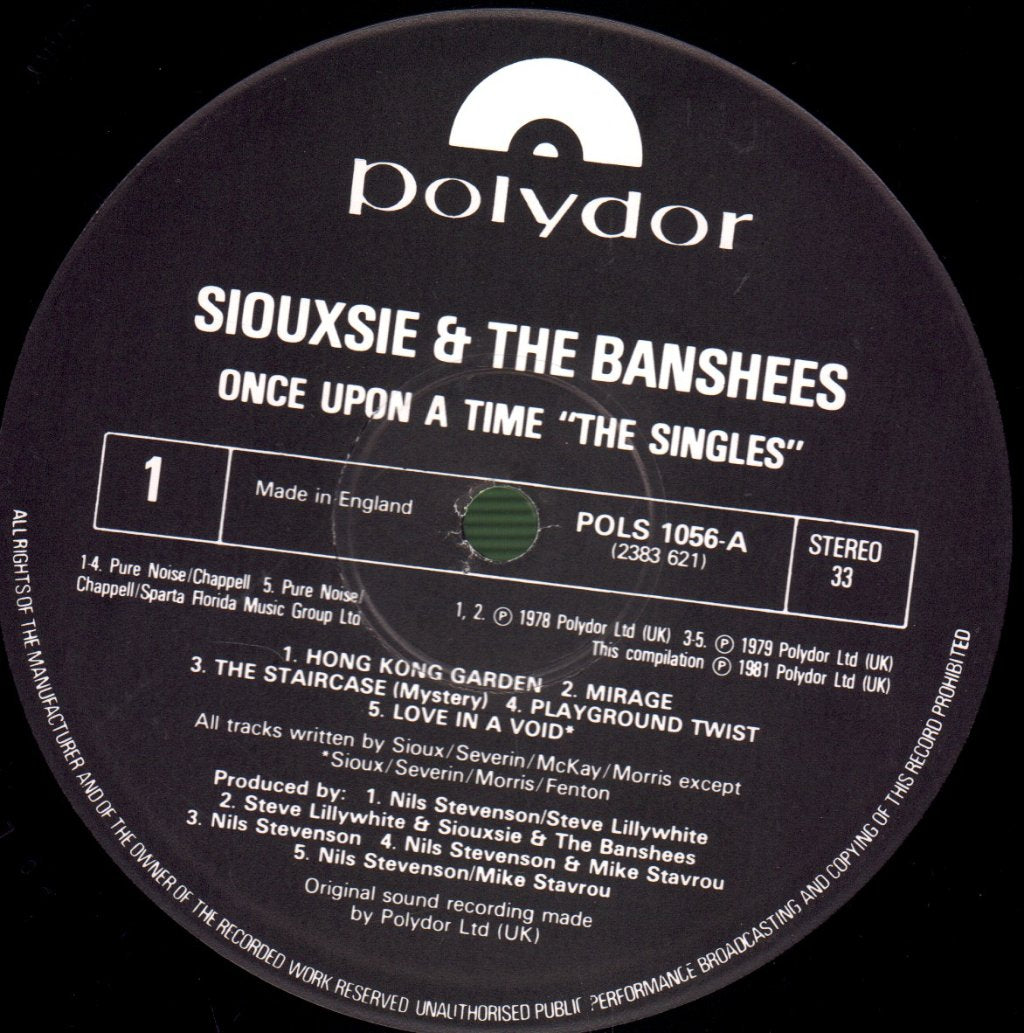 polydor
SIOUXSIE & THE BANSHEES
ONCE UPON A TIME "THE SINGLES"
1
Made in England
POLS 1056-A
(2383 621)
STEREO
33
1-4. Pure Noise/Chappell 5. Pure Noise/
Chappell/Sparta Florida Music Group Ltd
1, 2. ℗ 1978 Polydor Ltd (UK) 3-5. ℗ 1979 Polydor Ltd (UK)
This compilation ℗ 1981 Polydor Ltd (UK)
1. HONG KONG GARDEN 2. MIRAGE
3. THE STAIRCASE (Mystery) 4. PLAYGROUND TWIST
5. LOVE IN A VOID*
All tracks written by Sioux/Severin/McKay/Morris except
*Sioux/Severin/Morris/Fenton
Produced by: 1. Nils Stevenson/Steve Lillywhite
2. Steve Lillywhite & Siouxsie & The Banshees
3. Nils Stevenson 4. Nils Stevenson & Mike Stavrou
5. Nils Stevenson/Mike Stavrou
Original sound recording made
by Polydor Ltd (UK)
ALL RIGHTS OF THE MANUFACTURER AND OF THE OWNER OF THE RECORDED WORK RESERVED UNAUTHORISED PUBLIC PERFORMANCE BROADCASTING AND COPYING OF THIS RECORD PROHIBITED